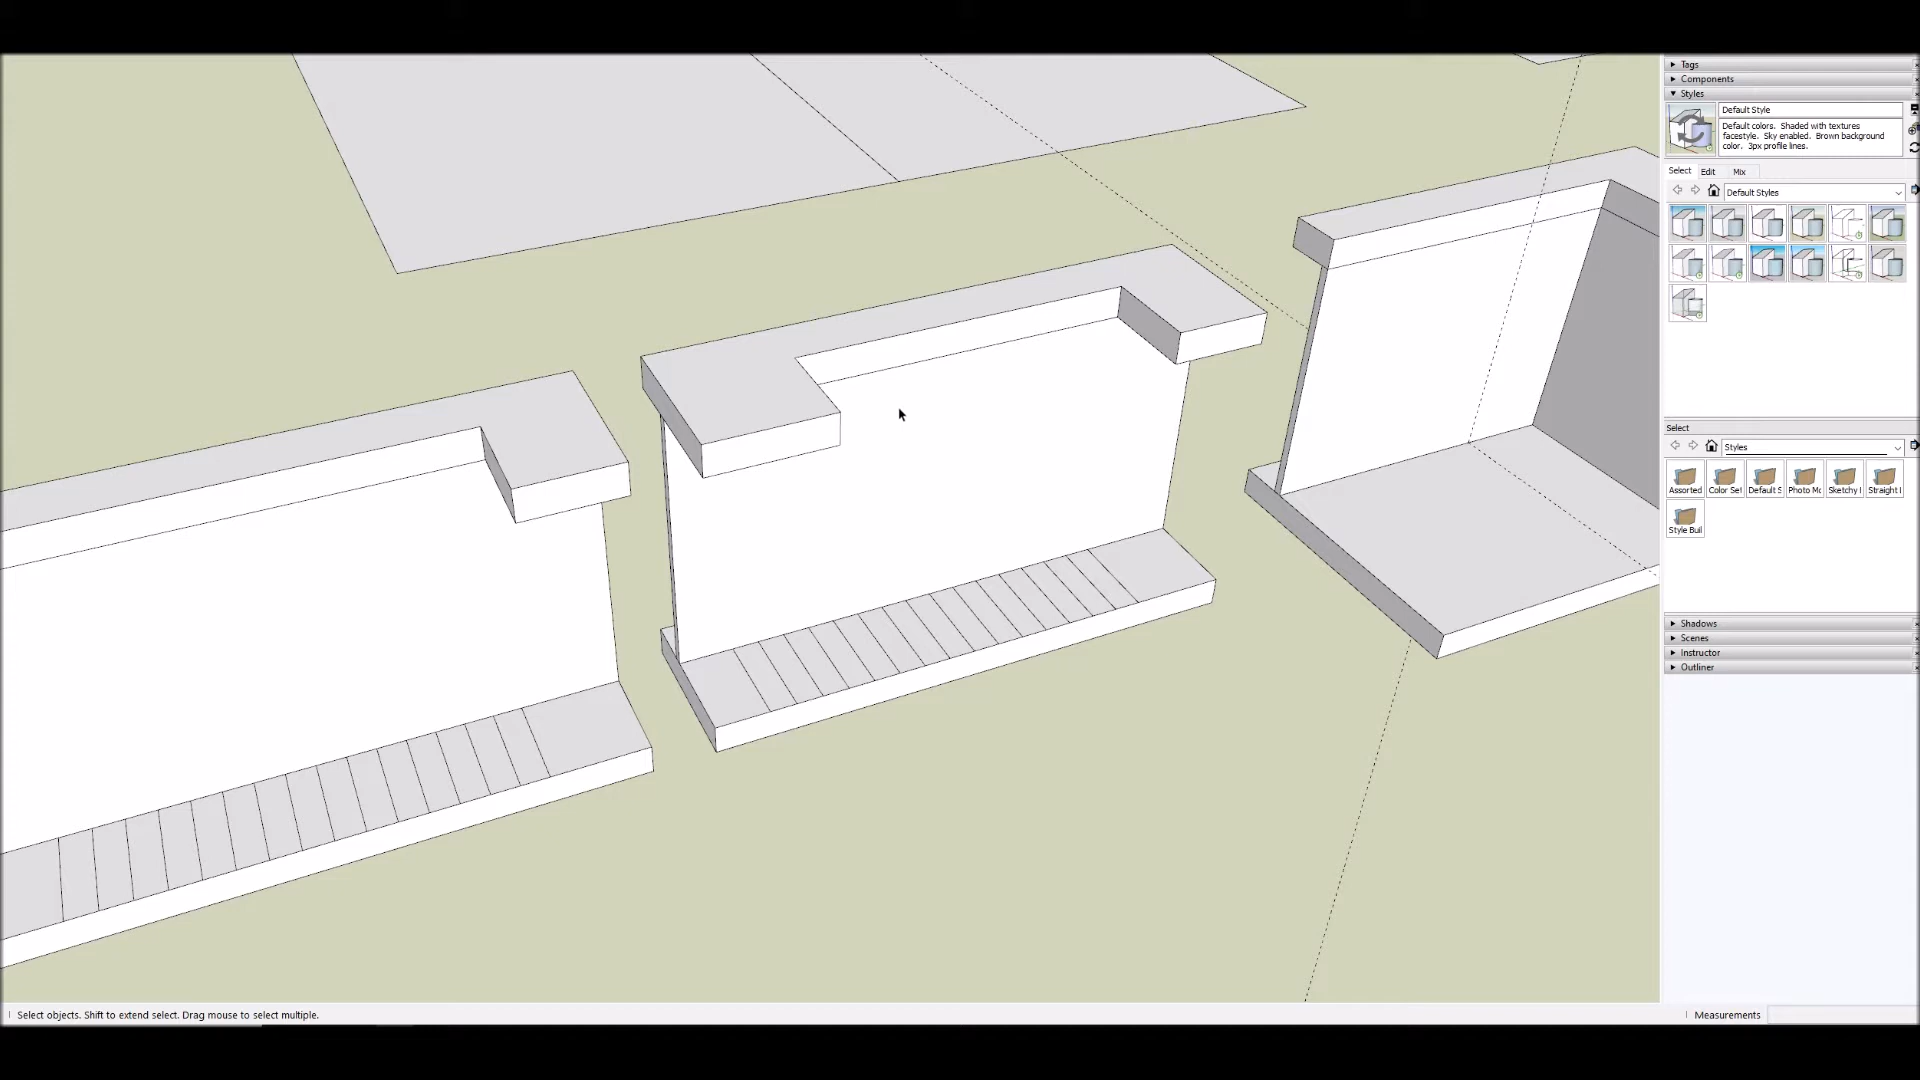 Tags
Components
Styles
Default Style
Default colors. Shaded with textures
facestyle. Sky enabled. Brown background
color. 3px profile lines.
Select Edit Mix
Default Styles
Select
Styles
Assorted Color Set Default S Photo Mo Sketchy Straight
Style Buil
Shadows
Scenes
Instructor
Outliner
Select objects. Shift to extend select. Drag mouse to select multiple.
Measurements